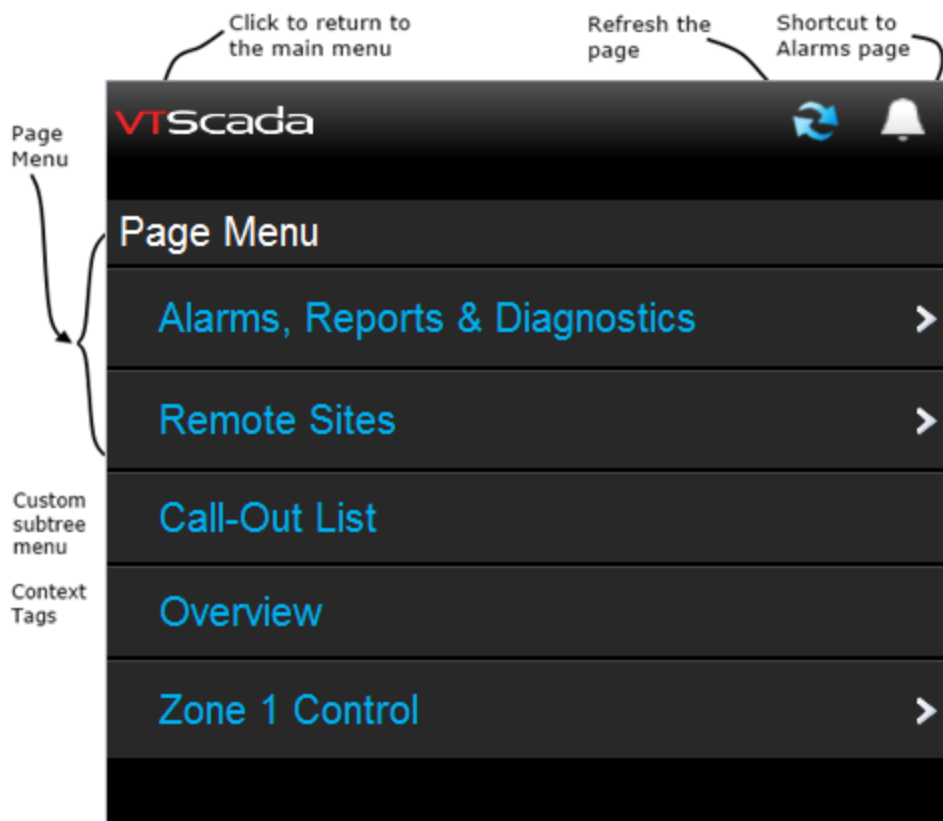 Click to return to
the main menu
Refresh the
page
Shortcut to
Alarms page
VTScada
Page
Menu
Page Menu
Alarms, Reports & Diagnostics
Remote Sites
Custom
subtree
menu
Call-Out List
Context
Tags
Overview
Zone 1 Control